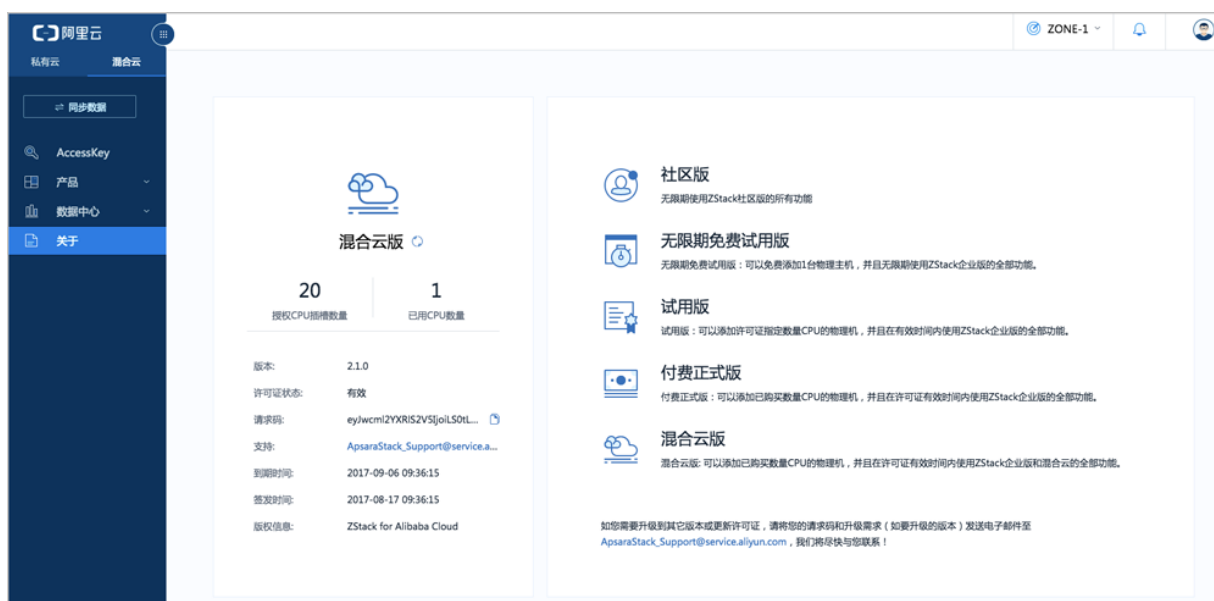 阿里云
ZONE-1
私有云
混合云
同步数据
AccessKey
产品
数据中心
关于
混合云版
20
1
授权CPU插槽数量
已用CPU数量
版本:
2.1.0
许可证状态:
有效
请求码:
支持:
ApsaraStack_Support@service.a...
到期时间:
2017-09-06 09:36:15
签发时间:
2017-08-17 09:36:15
版权信息:
ZStack for Alibaba Cloud
社区版
无限期使用ZStack社区版的所有功能
无限期免费试用版
无限期免费试用版：可以免费添加1台物理主机，并且无限期使用ZStack企业版的全部功能。
试用版
试用版：可以添加许可证指定数量CPU的物理机，并且在有效时间内使用ZStack企业版的全部功能。
付费正式版
付费正式版：可以添加已购买数量CPU的物理机，并且在许可证有效时间内使用ZStack企业版的全部功能。
混合云版
混合云版: 可以添加已购买数量CPU的物理机，并且在许可证有效时间内使用ZStack企业版和混合云的全部功能。
如您需要升级到其它版本或更新许可证，请将您的请求码和升级需求（如要升级的版本）发送电子邮件至
ApsaraStack_Support@service.aliyun.com，我们将尽快与您联系！